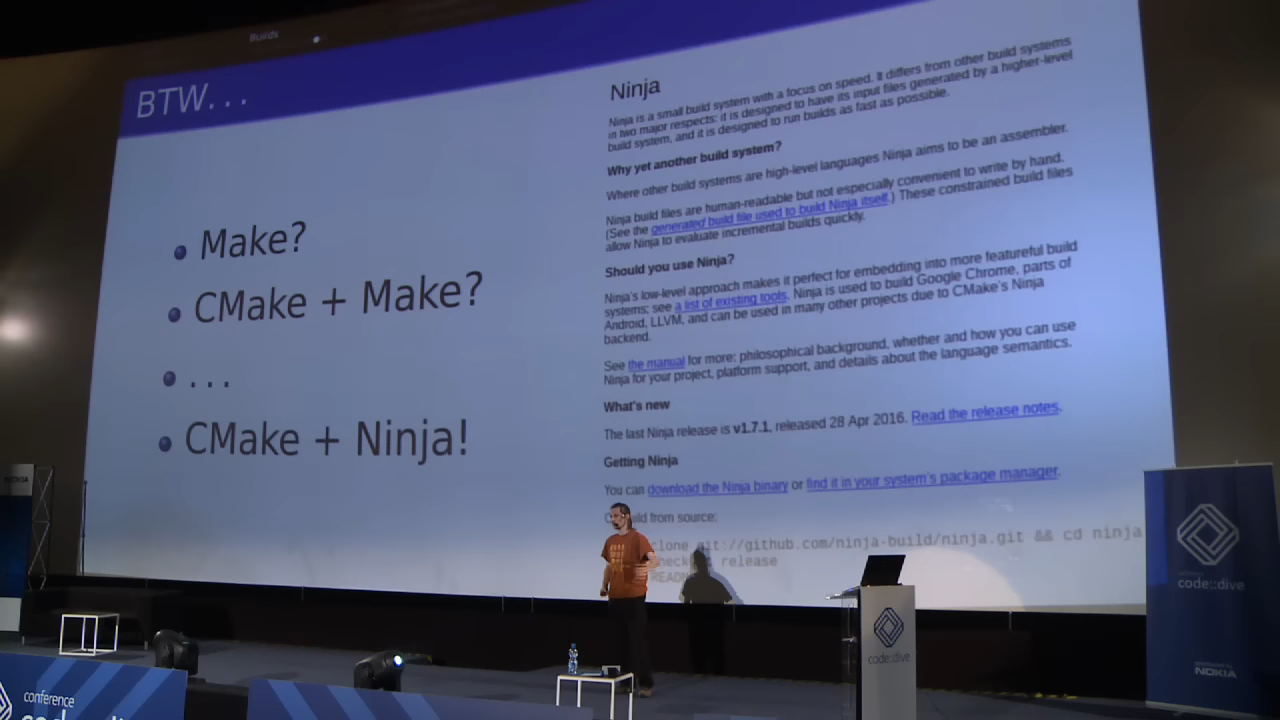 Builds
BTW...
Make?
CMake + Make?
...
CMake + Ninja!
Ninja
Ninja is a small build system with a focus on speed. It differs from other build systems
in two major respects: it is designed to have its input files generated by a higher-level
build system, and it is designed to run builds as fast as possible.
Why yet another build system?
Where other build systems are high-level languages Ninja aims to be an assembler.
Ninja build files are human-readable but not especially convenient to write by hand.
(See the generated build file used to build Ninja itself.) These constrained build files
allow Ninja to evaluate incremental builds quickly.
Should you use Ninja?
Ninja's low-level approach makes it perfect for embedding into more featureful build
systems; see a list of existing tools. Ninja is used to build Google Chrome, parts of
Android, LLVM, and can be used in many other projects due to CMake's Ninja
backend.
See the manual for more: philosophical background, whether and how you can use
Ninja for your project, platform support, and details about the language semantics.
What's new
The last Ninja release is v1.7.1, released 28 Apr 2016. Read the release notes.
Getting Ninja
You can download the Ninja binary or find it in your system's package manager.
from source:
clone git://github.com/ninja-build/ninja.git && cd ninja
release
NOKIA
code::dive
code::dive
NOKIA
conference